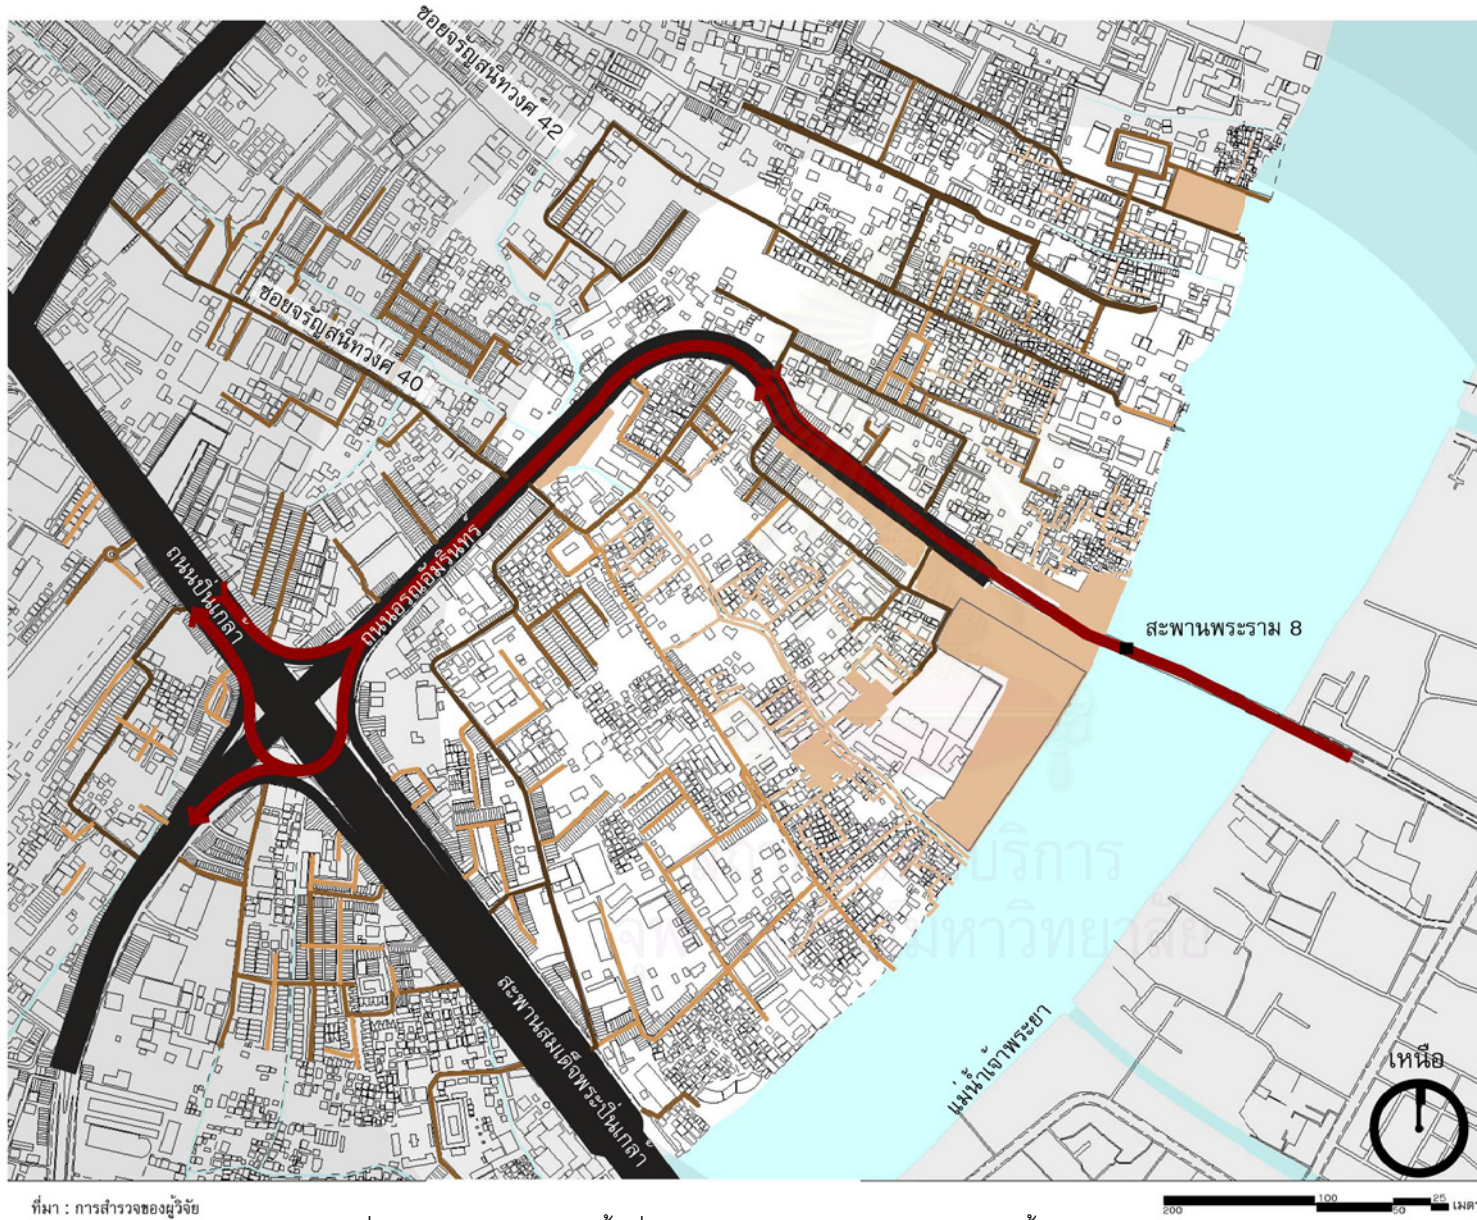 ซอยจรัญสนิทวงศ์ 42
ซอยจรัญสนิทวงศ์ 40
ถนนปิ่นเกล้า
ถนนอรุณอัมรินทร์
สะพานพระราม 8
สะพานสมเด็จพระปิ่นเกล้า
แม่น้ำเจ้าพระยา
เหนือ
ที่มา : การสำรวจของผู้วิจัย
200 100 50 25 เมตร